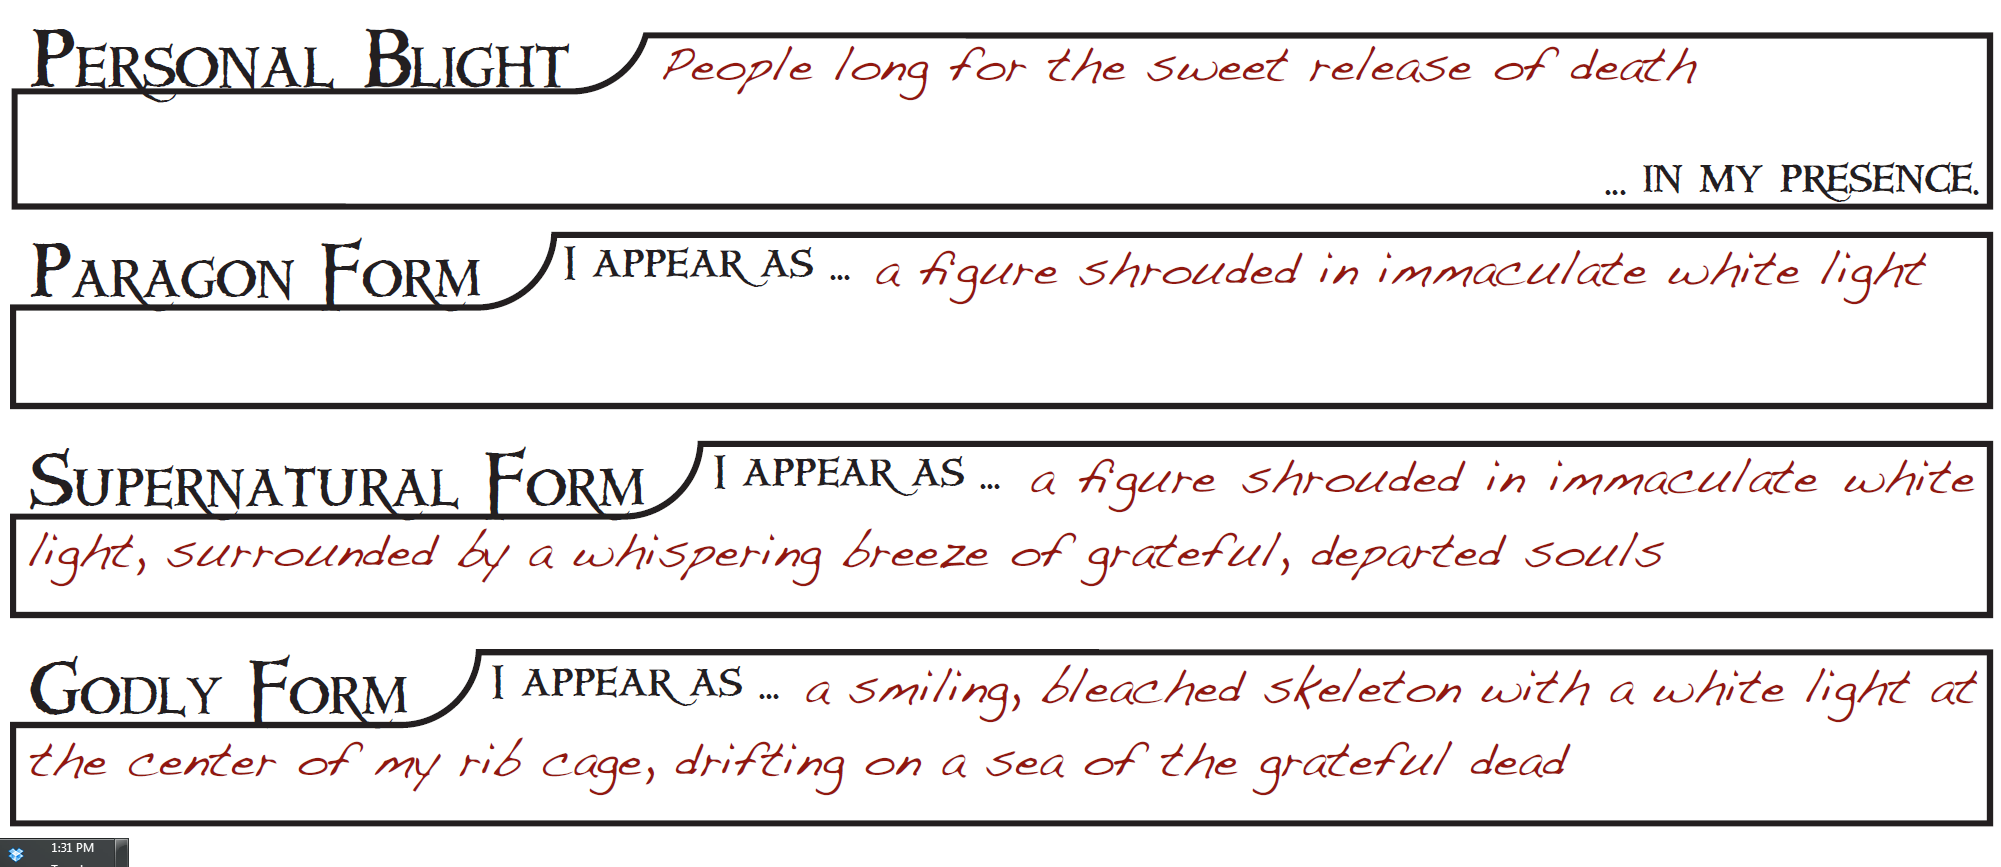 Personal Blight People long for the sweet release of death
... in my presence.
Paragon Form I appear as ... a figure shrouded in immaculate white light
Supernatural Form I appear as ... a figure shrouded in immaculate white
light, surrounded by a whispering breeze of grateful, departed souls
Godly Form I appear as ... a smiling, bleached skeleton with a white light at
the center of my rib cage, drifting on a sea of the grateful dead
1:31 PM